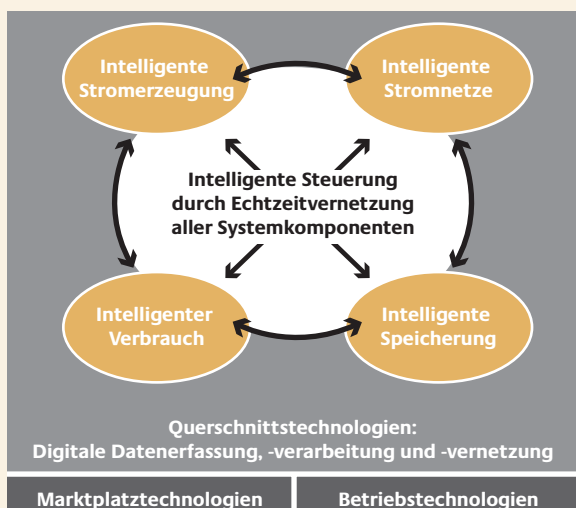 Intelligente
Stromerzeugung
Intelligente
Stromnetze
Intelligente Steuerung
durch Echtzeitvernetzung
aller Systemkomponenten
Intelligenter
Verbrauch
Intelligente
Speicherung
Querschnittstechnologien:
Digitale Datenerfassung, -verarbeitung und -vernetzung
Marktplatztechnologien
Betriebstechnologien